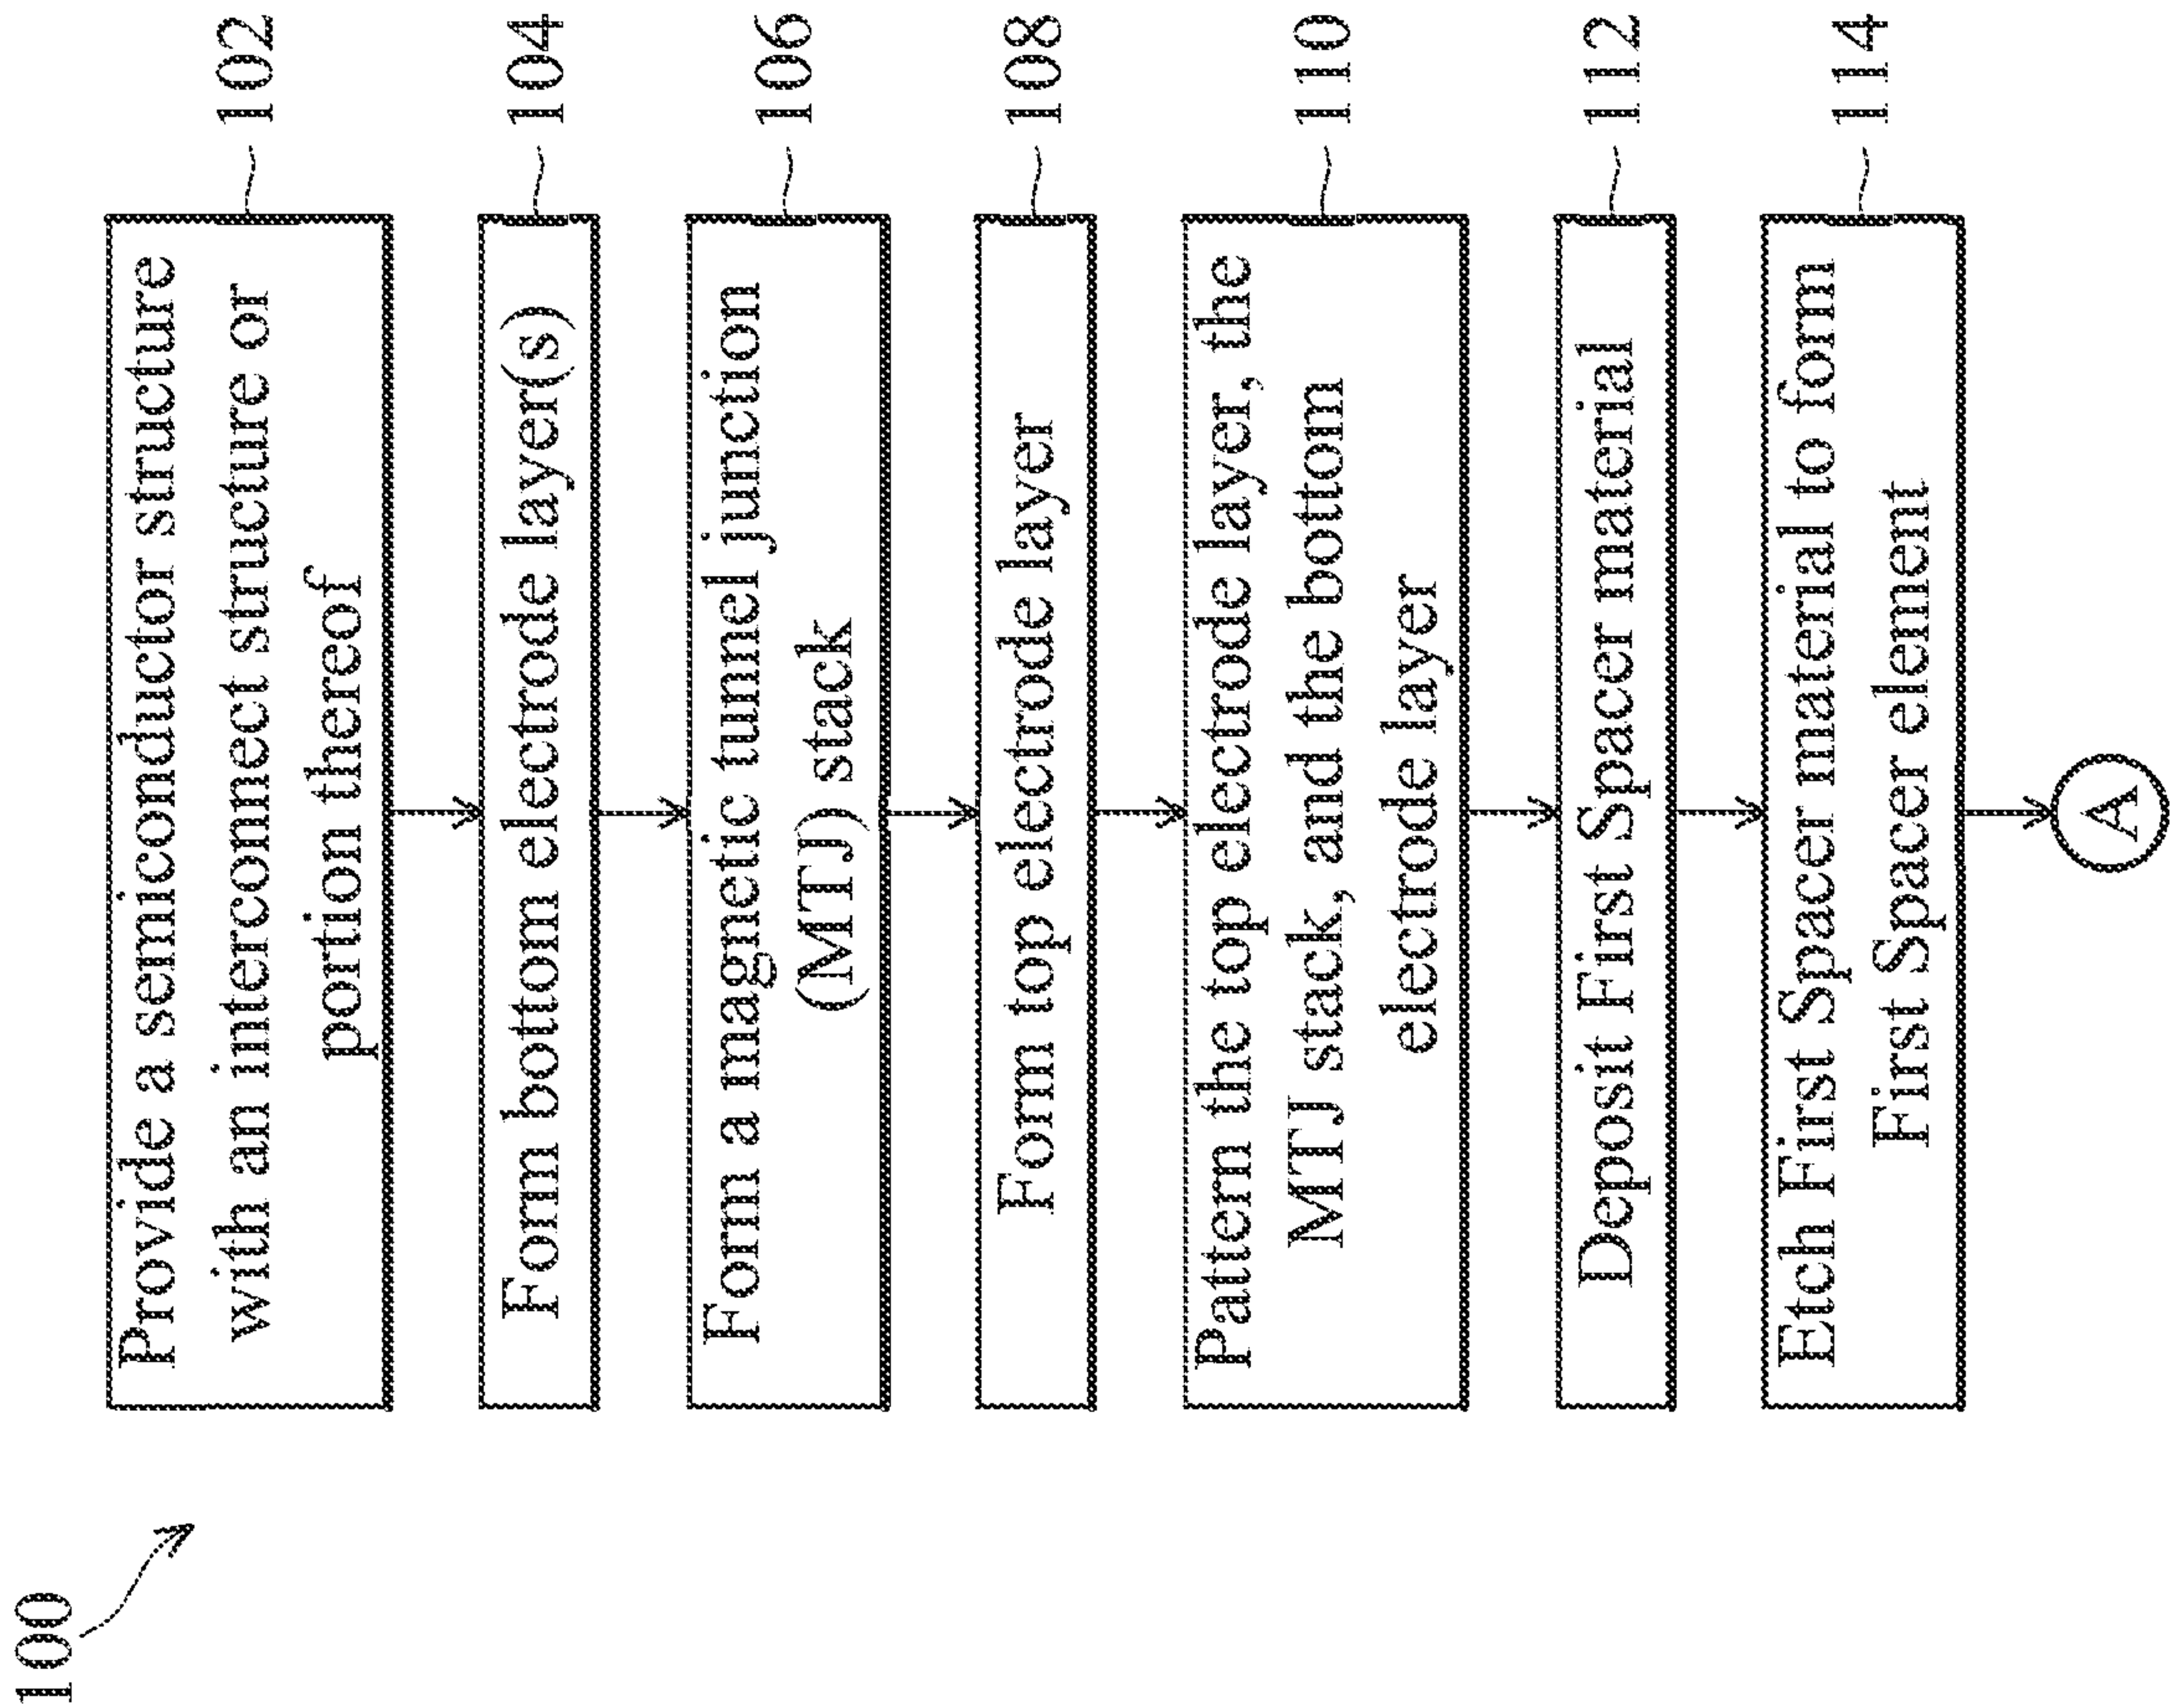 100
Provide a semiconductor structure
with an interconnect structure or
portion thereof
102
Form bottom electrode layer(s)
104
Form a magnetic tunnel junction
(MTJ) stack
106
Form top electrode layer
108
Pattern the top electrode layer, the
MTJ stack, and the bottom
electrode layer
110
Deposit First Spacer material
112
Etch First Spacer material to form
First Spacer element
114
A